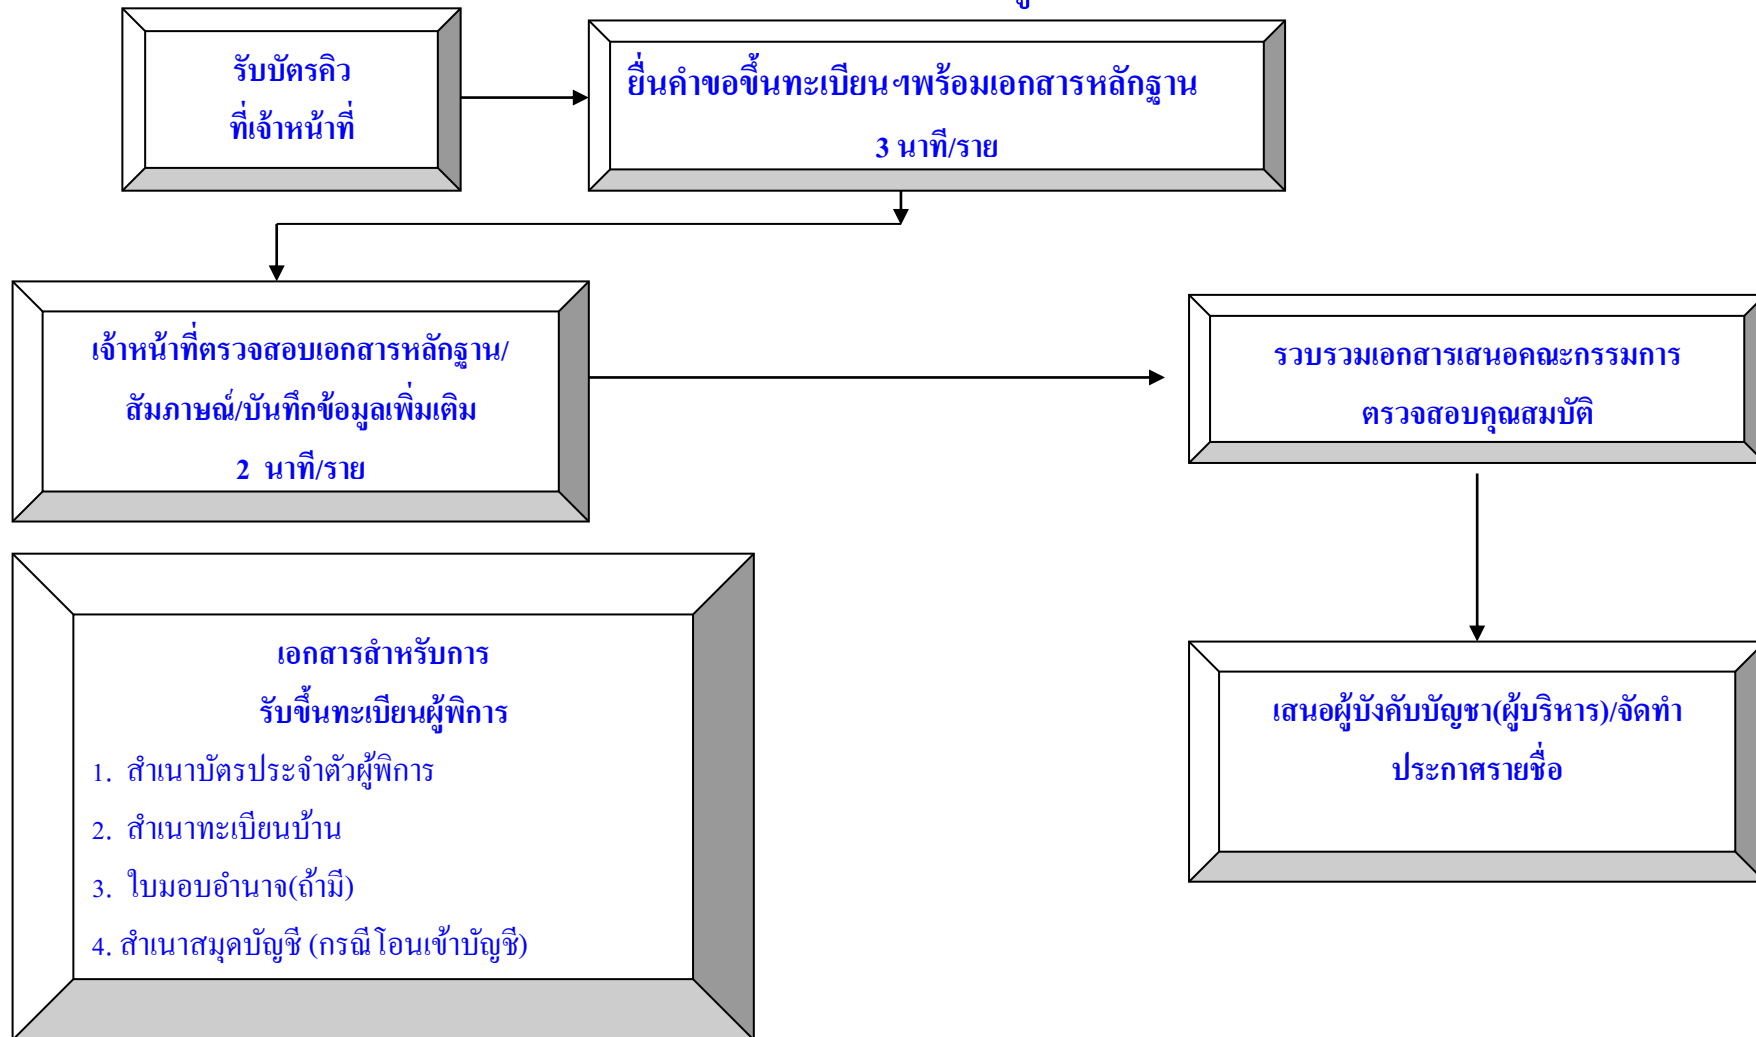 รับบัตรคิว
ที่เจ้าหน้าที่
ยื่นคำขอขึ้นทะเบียนฯพร้อมเอกสารหลักฐาน
3 นาที/ราย
เจ้าหน้าที่ตรวจสอบเอกสารหลักฐาน/
สัมภาษณ์/บันทึกข้อมูลเพิ่มเติม
2 นาที/ราย
รวบรวมเอกสารเสนอคณะกรรมการ
ตรวจสอบคุณสมบัติ
เสนอผู้บังคับบัญชา(ผู้บริหาร)/จัดทำ
ประกาศรายชื่อ
เอกสารสำหรับการ
รับขึ้นทะเบียนผู้พิการ
1. สำเนาบัตรประจำตัวผู้พิการ
2. สำเนาทะเบียนบ้าน
3. ใบมอบอำนาจ(ถ้ามี)
4. สำเนาสมุดบัญชี (กรณีโอนเข้าบัญชี)